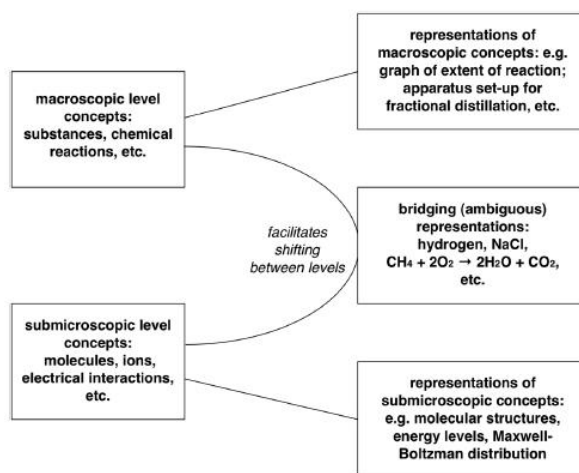 representations of
macroscopic concepts: e.g.
graph of extent of reaction;
apparatus set-up for
fractional distillation, etc.
macroscopic level
concepts:
substances, chemical
reactions, etc.
bridging (ambiguous)
representations:
hydrogen, NaCl,
CH₄ + 2O₂ → 2H₂O + CO₂,
etc.
facilitates
shifting
between levels
submicroscopic level
concepts:
molecules, ions,
electrical interactions,
etc.
representations of
submicroscopic concepts:
e.g. molecular structures,
energy levels, Maxwell-
Boltzman distribution